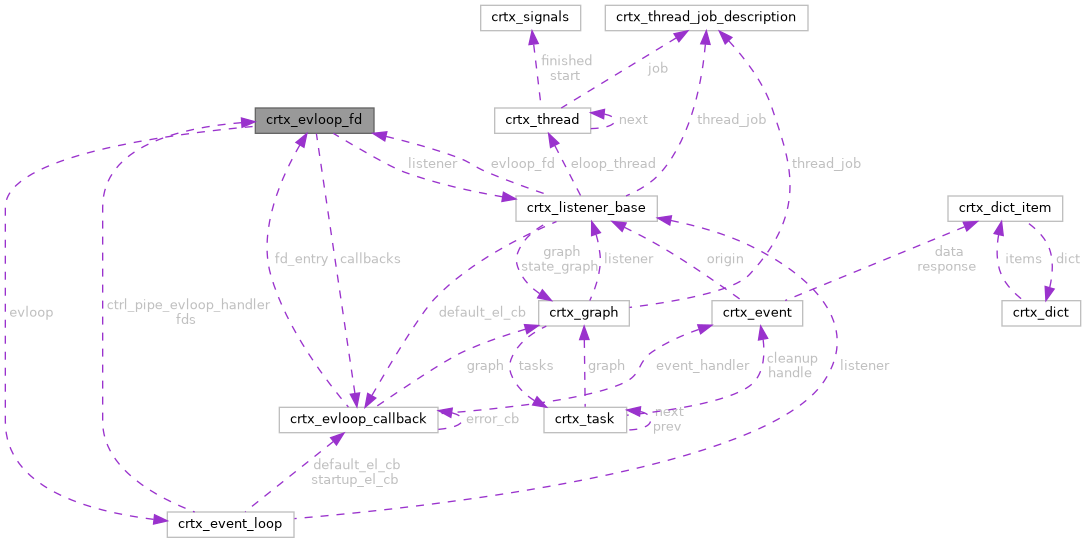 crtx_signals
crtx_thread_job_description
finished
start
job
crtx_evloop_fd
crtx_thread
next
thread_job
listener
evloop_fd
eloop_thread
thread_job
crtx_listener_base
crtx_dict_item
fd_entry
callbacks
graph
state_graph
listener
origin
data
response
items
dict
evloop
ctrl_pipe_evloop_handler
fds
default_el_cb
crtx_graph
crtx_event
crtx_dict
graph
tasks
graph
event_handler
cleanup
handle
listener
crtx_evloop_callback
error_cb
crtx_task
next
prev
default_el_cb
startup_el_cb
crtx_event_loop